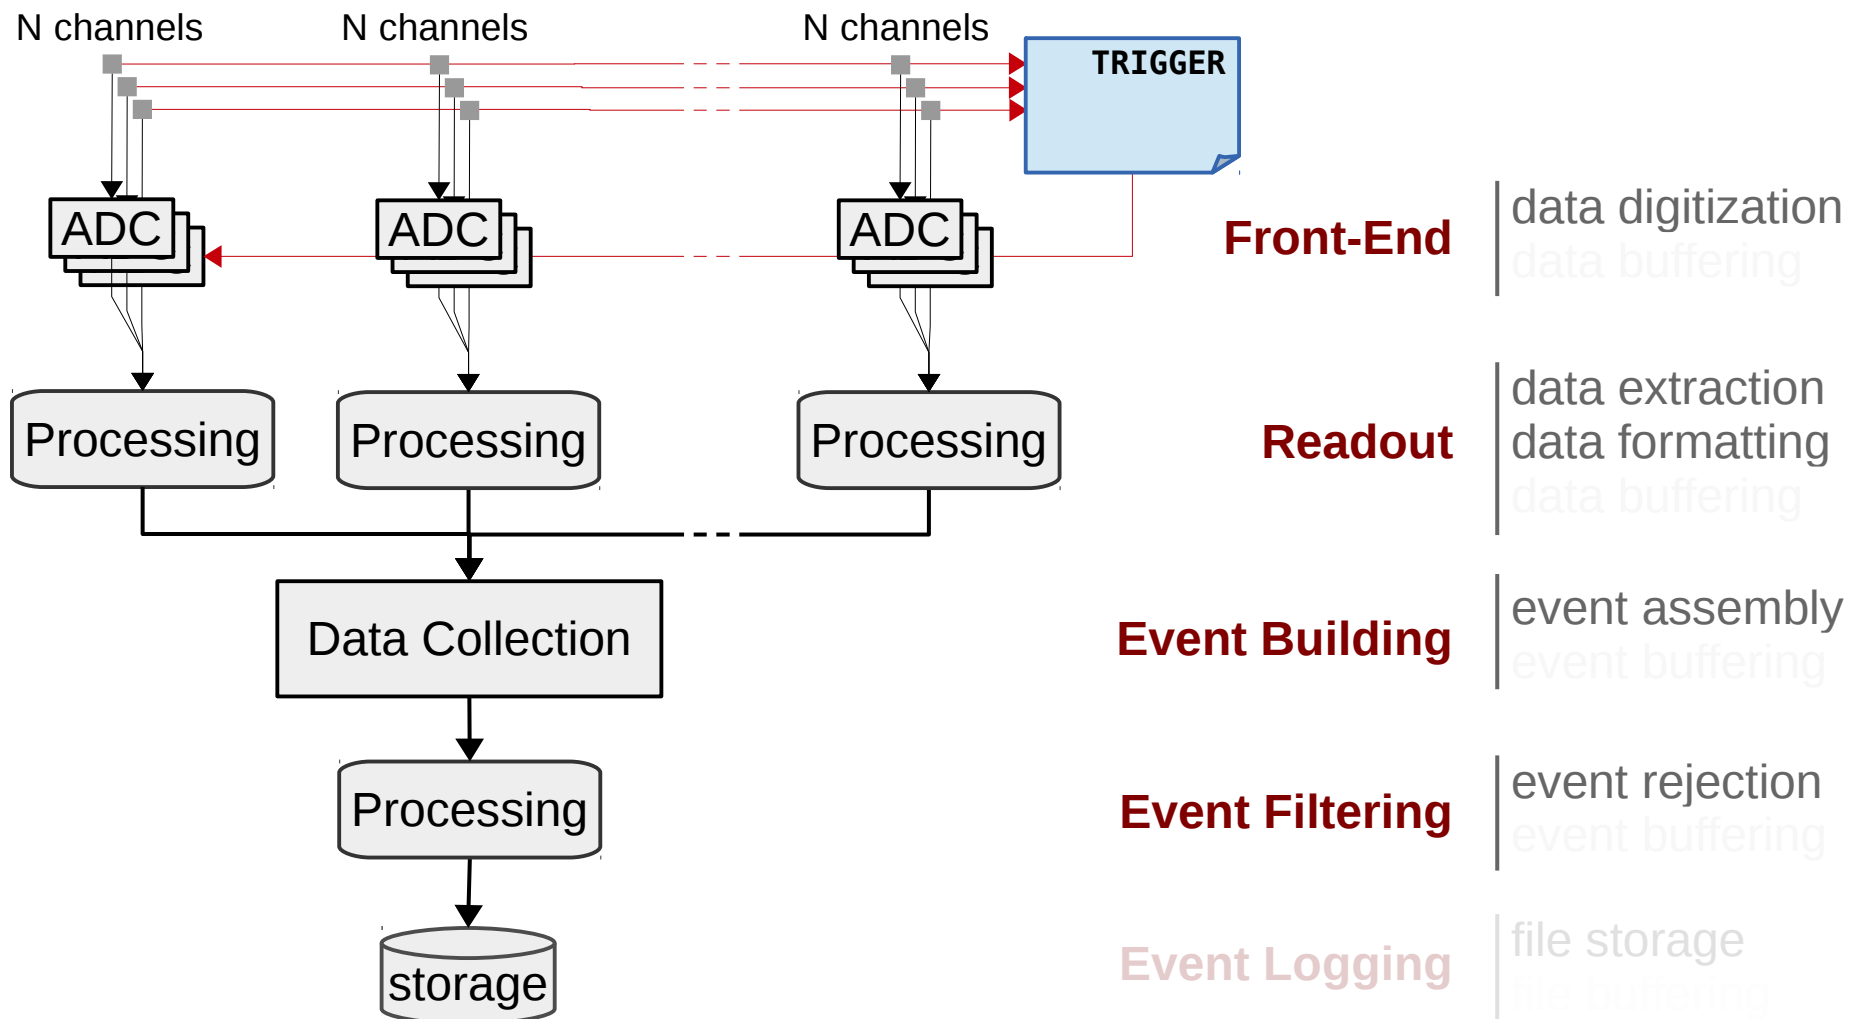 N channels
N channels
N channels
TRIGGER
ADC
ADC
ADC
Front-End
data digitization
data buffering
Processing
Processing
Processing
Readout
data extraction
data formatting
data buffering
Data Collection
Event Building
event assembly
event buffering
Processing
Event Filtering
event rejection
event buffering
storage
Event Logging
file storage
file buffering